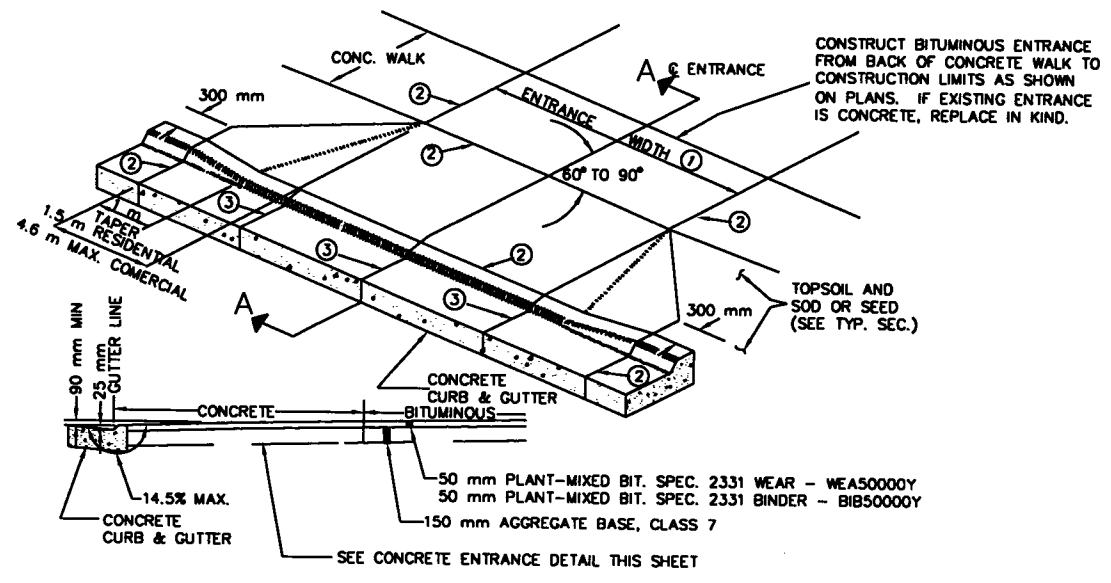 CONSTRUCT BITUMINOUS ENTRANCE
FROM BACK OF CONCRETE WALK TO
CONSTRUCTION LIMITS AS SHOWN
ON PLANS. IF EXISTING ENTRANCE
IS CONCRETE, REPLACE IN KIND.
CONC. WALK
A
℄ ENTRANCE
300 mm
②
ENTRANCE
WIDTH ①
②
②
60° TO 90°
②
③
1 m
TAPER
1.5 m RESIDENTIAL
4.6 m MAX. COMERCIAL
③
②
③
TOPSOIL AND
SOD OR SEED
(SEE TYP. SEC.)
300 mm
A
②
CONCRETE
CURB & GUTTER
90 mm MIN
25 mm
GUTTER LINE
CONCRETE
BITUMINOUS
14.5% MAX.
CONCRETE
CURB & GUTTER
50 mm PLANT-MIXED BIT. SPEC. 2331 WEAR - WEA50000Y
50 mm PLANT-MIXED BIT. SPEC. 2331 BINDER - BIB50000Y
150 mm AGGREGATE BASE, CLASS 7
SEE CONCRETE ENTRANCE DETAIL THIS SHEET